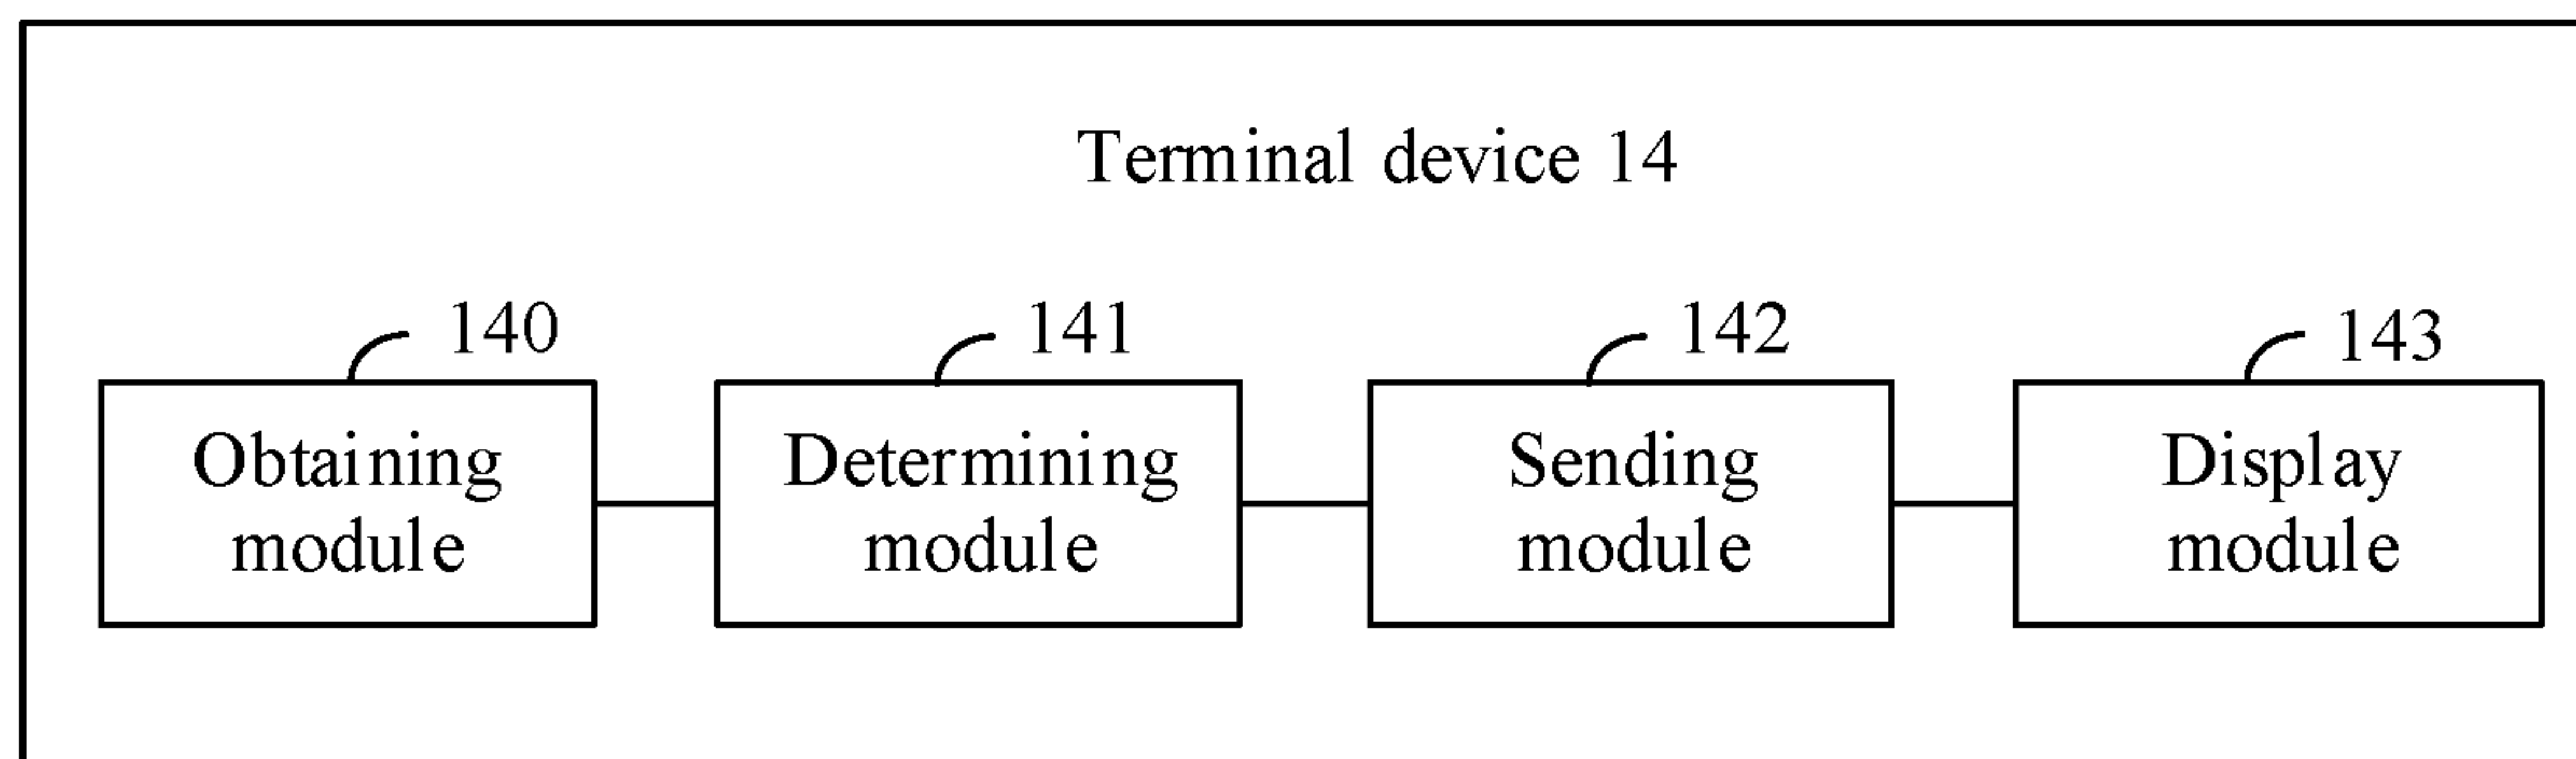 Terminal device 14
140
141
142
143
Obtaining
module
Determining
module
Sending
module
Display
module